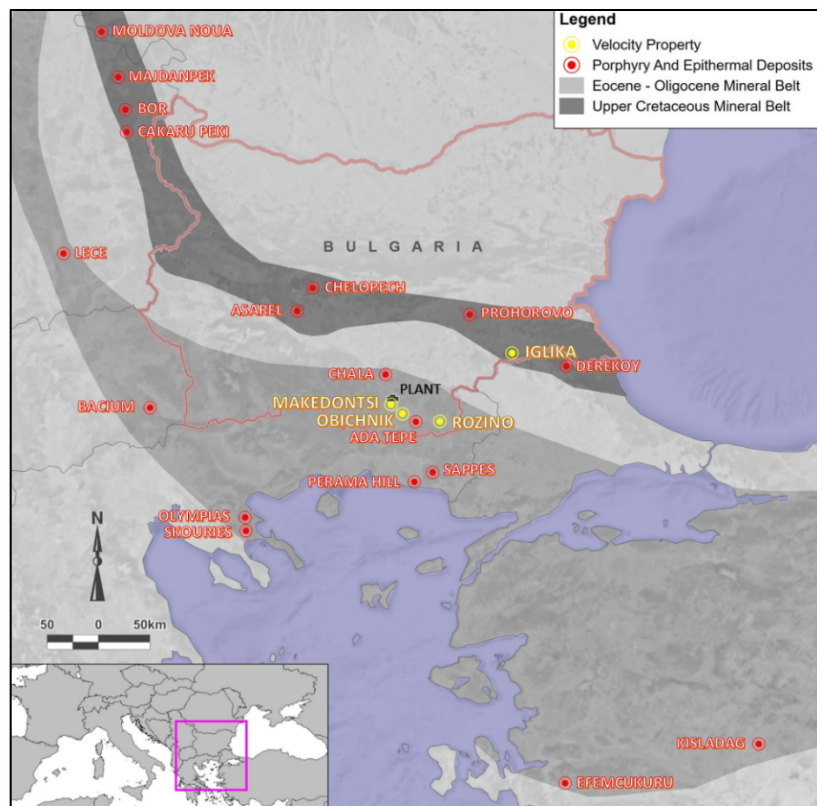 Legend
Velocity Property
Porphyry And Epithermal Deposits
Eocene - Oligocene Mineral Belt
Upper Cretaceous Mineral Belt
MOLDOVA NOUA
MAJDANPEK
BOR
CAKARU PEKI
BULGARIA
LECE
CHELOPECH
ASAREL
PROHOROVO
IGLIKA
DEREKOY
CHALA
PLANT
MAKEDONTSI
BACIUM
OBICHNIK
ROZINO
ADA TEPE
SAPPES
PERAMA HILL
OLYMPIAS
SKOURIES
N
50 0 50km
KISLADAG
EFEMCUKURU